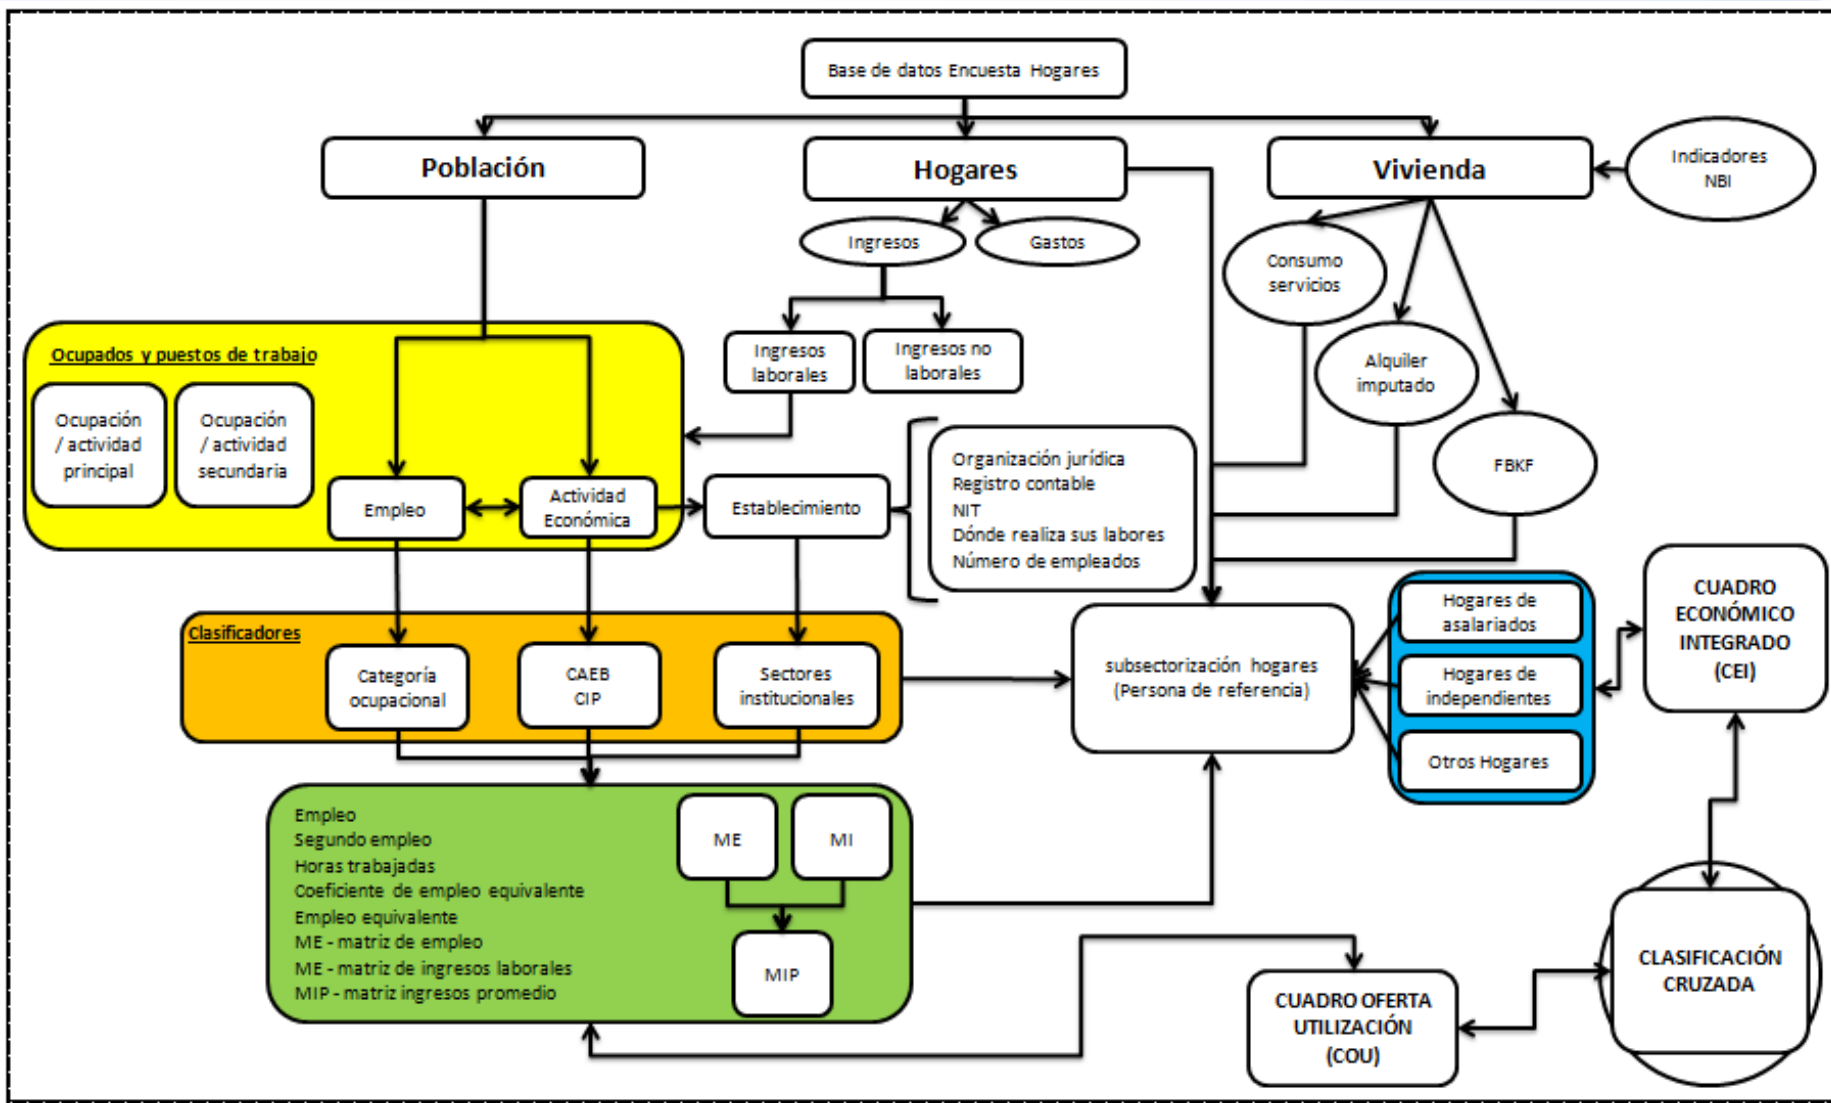 Base de datos Encuesta Hogares
Población
Hogares
Vivienda
Indicadores
NBI
Ingresos
Gastos
Consumo
servicios
Ocupados y puestos de trabajo
Ingresos
laborales
Ingresos no
laborales
Alquiler
imputado
Ocupación
/ actividad
principal
Ocupación
/ actividad
secundaria
Empleo
Actividad
Económica
Establecimiento
Organización jurídica
Registro contable
NIT
Dónde realiza sus labores
Número de empleados
FBKF
Clasificadores
Categoría
ocupacional
CAEB
CIP
Sectores
institucionales
subsectorización hogares
(Persona de referencia)
Hogares de
asalariados
Hogares de
independientes
Otros Hogares
CUADRO
ECONÓMICO
INTEGRADO
(CEI)
Empleo
Segundo empleo
Horas trabajadas
Coeficiente de empleo equivalente
Empleo equivalente
ME - matriz de empleo
ME - matriz de ingresos laborales
MIP - matriz ingresos promedio
ME
MI
MIP
CUADRO OFERTA
UTILIZACIÓN
(COU)
CLASIFICACIÓN
CRUZADA